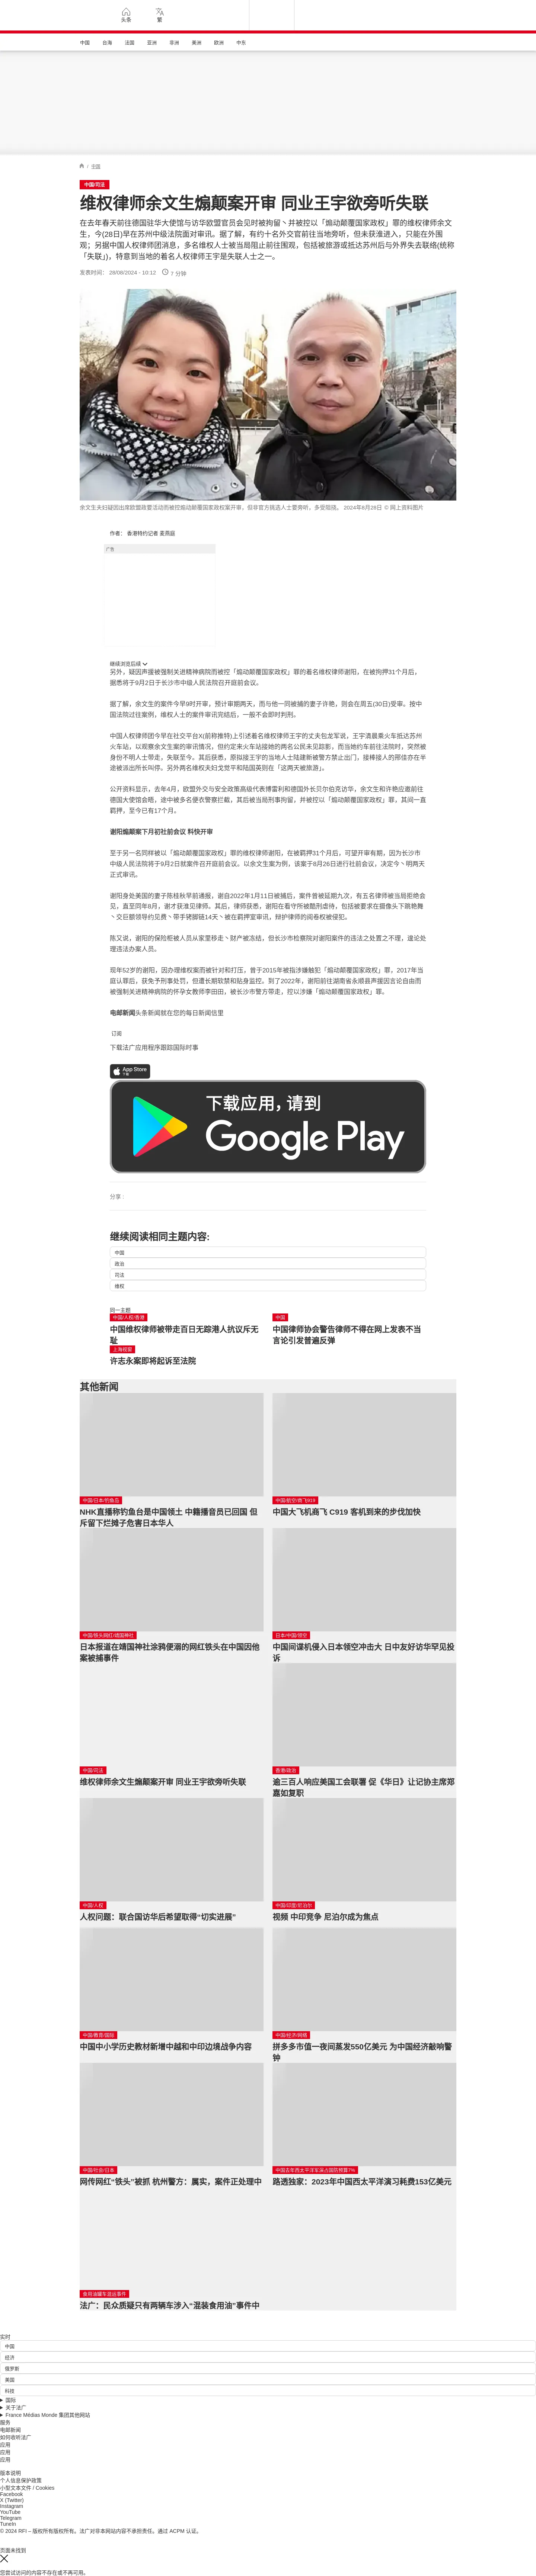 头条
繁
中国
台海
法国
亚洲
非洲
美洲
欧洲
中东
/ 中国
中国/司法
维权律师余文生煽颠案开审 同业王宇欲旁听失联
在去年春天前往德国驻华大使馆与访华欧盟官员会见时被拘留丶并被控以「煽动颠覆国家政权」罪的维权律师余文
生，今(28日)早在苏州中级法院面对审讯。据了解，有约十名外交官前往当地旁听，但未获准进入，只能在外围
观；另据中国人权律师团消息，多名维权人士被当局阻止前往围观，包括被旅游或抵达苏州后与外界失去联络(统称
「失联」)，特意到当地的著名人权律师王宇是失联人士之一。
发表时间： 28/08/2024 - 10:12
7 分钟
余文生夫妇疑因出席欧盟政要活动而被控煽动颠覆国家政权案开审，但非官方挑选人士要旁听，多受阻挠。 2024年8月28日 © 网上资料图片
作者： 香港特约记者 麦燕庭
广告
继续浏览后续
另外，疑因声援被强制关进精神病院而被控「煽动颠覆国家政权」罪的着名维权律师谢阳，在被拘押31个月后，
据悉将于9月2日于长沙市中级人民法院召开庭前会议。
据了解，余文生的案件今早9时开审，预计审期两天，而与他一同被捕的妻子许艳，则会在周五(30日)受审。按中
国法院过往案例，维权人士的案件审讯完结后，一般不会即时判刑。
中国人权律师团今早在社交平台X(前称推特)上引述着名维权律师王宇的丈夫包龙军说，王宇清晨乘火车抵达苏州
火车站，以观察余文生案的审讯情况，但约定来火车站接她的两名公民未见踪影，而当她约车前往法院时，突然被
身份不明人士带走，失联至今。其后获悉，原拟接王宇的当地人士陆建新被警方禁止出门，接棒接人的邢佳亦在半
途被派出所长叫停。另外两名维权夫妇戈觉平和陆国英则在「这两天被旅游」。
公开资料显示，去年4月，欧盟外交与安全政策高级代表博雷利和德国外长贝尔伯克访华，余文生和许艳应邀前往
德国大使馆会晤，途中被多名便衣警察拦截，其后被当局刑事拘留，并被控以「煽动颠覆国家政权」罪，其间一直
羁押，至今已有17个月。
谢阳煽颠案下月初社前会议 料快开审
至于另一名同样被以「煽动颠覆国家政权」罪的维权律师谢阳，在被羁押31个月后，可望开审有期，因为长沙市
中级人民法院将于9月2日就案件召开庭前会议。以余文生案为例，该案于8月26日进行社前会议，决定今丶明两天
正式审讯。
谢阳身处美国的妻子陈桂秋早前通报，谢自2022年1月11日被捕后，案件曾被延期九次，有五名律师被当局拒绝会
见，直至同年8月，谢才获准见律师。其后，律师获悉，谢阳在看守所被酷刑虐待，包括被要求在摄像头下跳艳舞
丶交巨额领导约见费丶带手铐脚链14天丶被在羁押室审讯，辩护律师的阅卷权被侵犯。
陈又说，谢阳的保险柜被人员从家里移走丶财产被冻结，但长沙市检察院对谢阳案件的违法之处置之不理，遑论处
理违法办案人员。
现年52岁的谢阳，因办理维权案而被针对和打压，曾于2015年被指涉嫌触犯「煽动颠覆国家政权」罪，2017年当
庭认罪后，获免予刑事处罚，但遭长期软禁和贴身监控。到了2022年，谢阳前往湖南省永顺县声援因言论自由而
被强制关进精神病院的怀孕女教师李田田，被长沙市警方带走，控以涉嫌「煽动颠覆国家政权」罪。
电邮新闻头条新闻就在您的每日新闻信里
订阅
下载法广应用程序跟踪国际时事
App Store
下载
下载应用，请到
Google Play
分享 :
继续阅读相同主题内容:
中国
政治
司法
维权
同一主题
中国/人权/香港
中国维权律师被带走百日无踪港人抗议斥无
耻
中国
中国律师协会警告律师不得在网上发表不当
言论引发普遍反弹
上海现窗
许志永案即将起诉至法院
其他新闻
中国/日本/钓鱼岛
NHK直播称钓鱼台是中国领土 中籍播音员已回国 但
斥留下烂摊子危害日本华人
中国/航空/商飞919
中国大飞机商飞 C919 客机到来的步伐加快
中国/铁头网红/靖国神社
日本报道在靖国神社涂鸦便溺的网红铁头在中国因他
案被捕事件
日本/中国/领空
中国间谍机侵入日本领空冲击大 日中友好访华罕见投
诉
中国/司法
维权律师余文生煽颠案开审 同业王宇欲旁听失联
香港/政治
逾三百人响应美国工会联署 促《华日》让记协主席郑
嘉如复职
中国/人权
人权问题：联合国访华后希望取得“切实进展”
中国/印度/尼泊尔
视频 中印竞争 尼泊尔成为焦点
中国/教育/国际
中国中小学历史教材新增中越和中印边境战争内容
中国/经济/网络
拼多多市值一夜间蒸发550亿美元 为中国经济敲响警
钟
中国/社会/日本
网传网红“铁头”被抓 杭州警方：属实，案件正处理中
中国去年西太平洋军演占国防预算7%
路透独家：2023年中国西太平洋演习耗费153亿美元
食用油罐车混运事件
法广：民众质疑只有两辆车涉入“混装食用油”事件中
实时
中国
经济
俄罗斯
美国
科技
国际
关于法广
France Médias Monde 集团其他网站
服务
电邮新闻
如何收听法广
应用
应用
应用
版本说明
个人信息保护政策
小型文本文件 / Cookies
Facebook
X (Twitter)
Instagram
YouTube
Telegram
TuneIn
© 2024 RFI – 版权所有版权所有。法广对非本网站内容不承担责任。通过 ACPM 认证。
页面未找到
您尝试访问的内容不存在或不再可用。